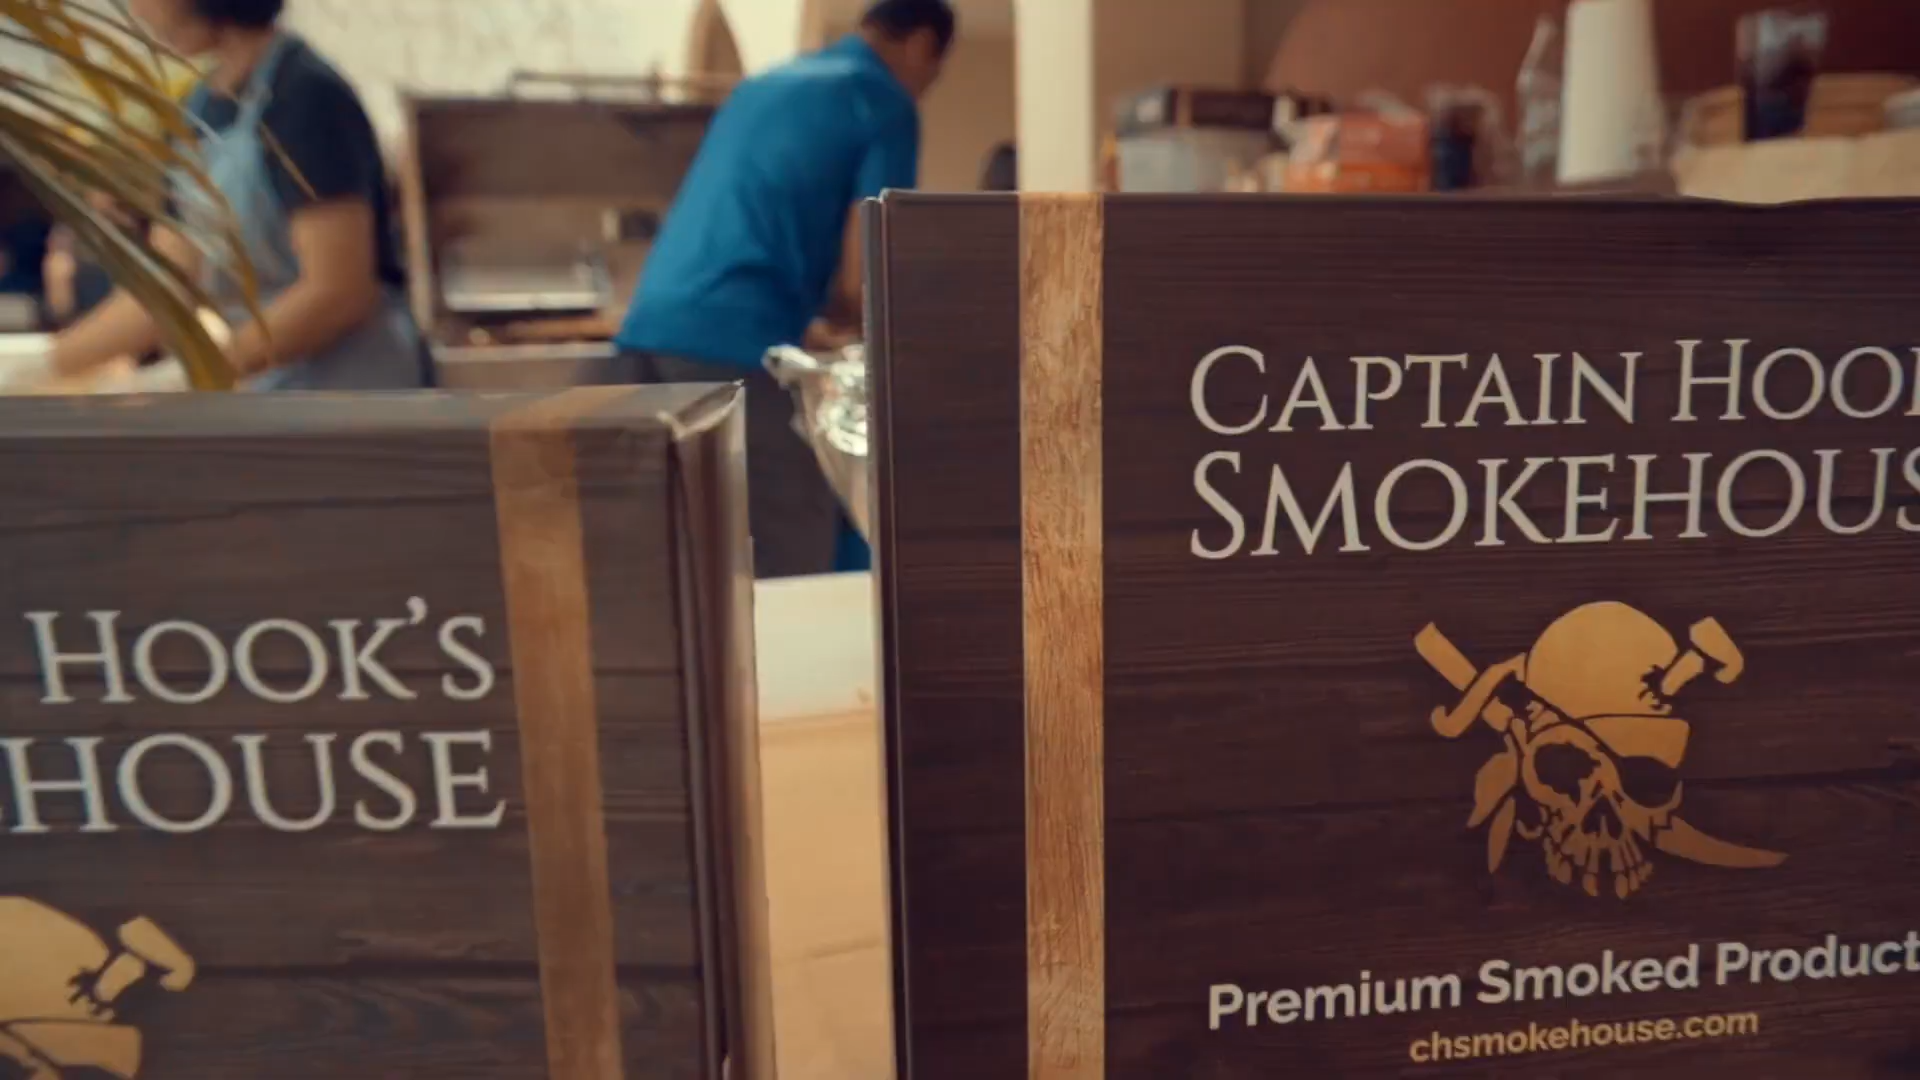 HOOK'S
HOUSE
CAPTAIN HOO
SMOKEHOUS
Premium Smoked Product
chsmokehouse.com